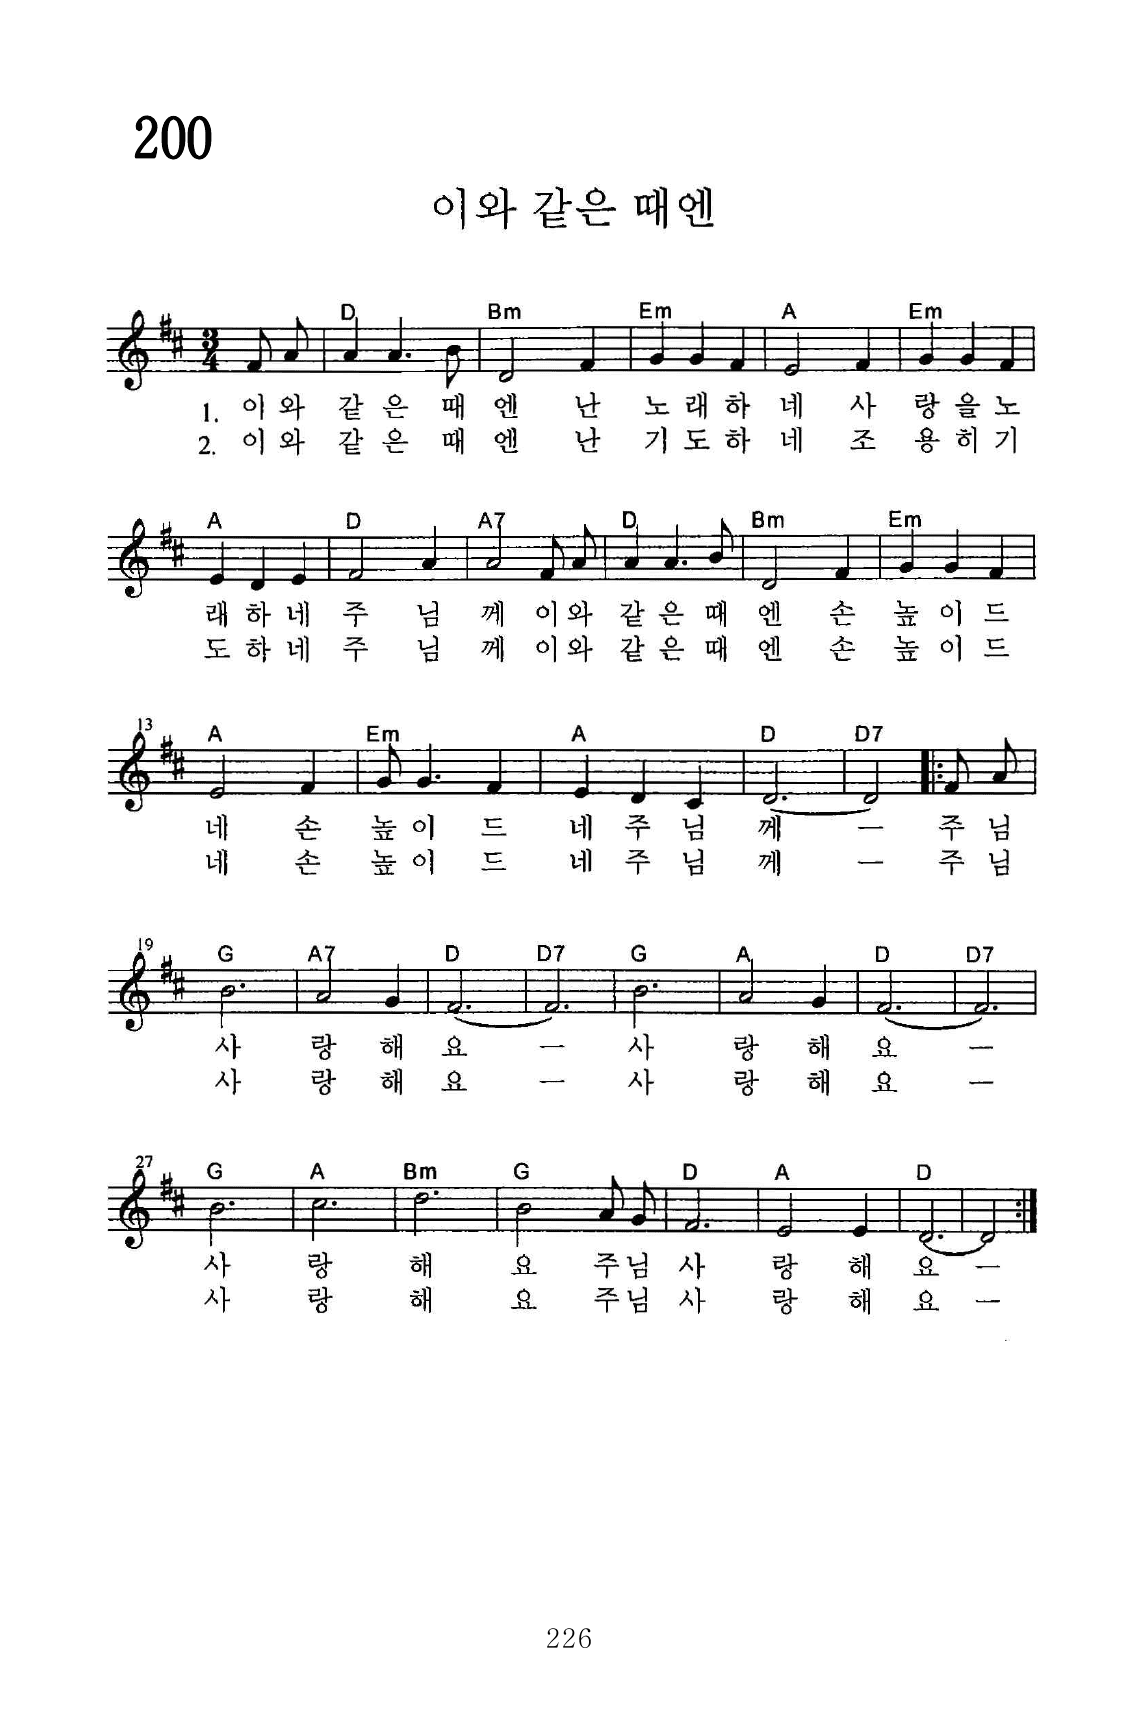 200
이와 같은 때엔
D Bm Em A Em
3/4
1. 이와 같은 때엔 난 노래하네 사랑을노
2. 이와 같은 때엔 난 기도하네 조용히기
A D A7 D Bm Em
래하네 주 님 께 이와 같은때 엔 손 높이드
도하네 주 님 께 이와 같은때 엔 손 높이드
13
A Em A D D7
네 손 높이 드 네 주 님 께 ㅡ 주 님
네 손 높이 드 네 주 님 께 ㅡ 주 님
19
G A7 D D7 G A D D7
사 랑 해 요 ㅡ 사 랑 해 요 ㅡ
사 랑 해 요 ㅡ 사 랑 해 요 ㅡ
27
G A Bm G D A D
사 랑 해 요 주님 사 랑 해 요 ㅡ
사 랑 해 요 주님 사 랑 해 요 ㅡ
226